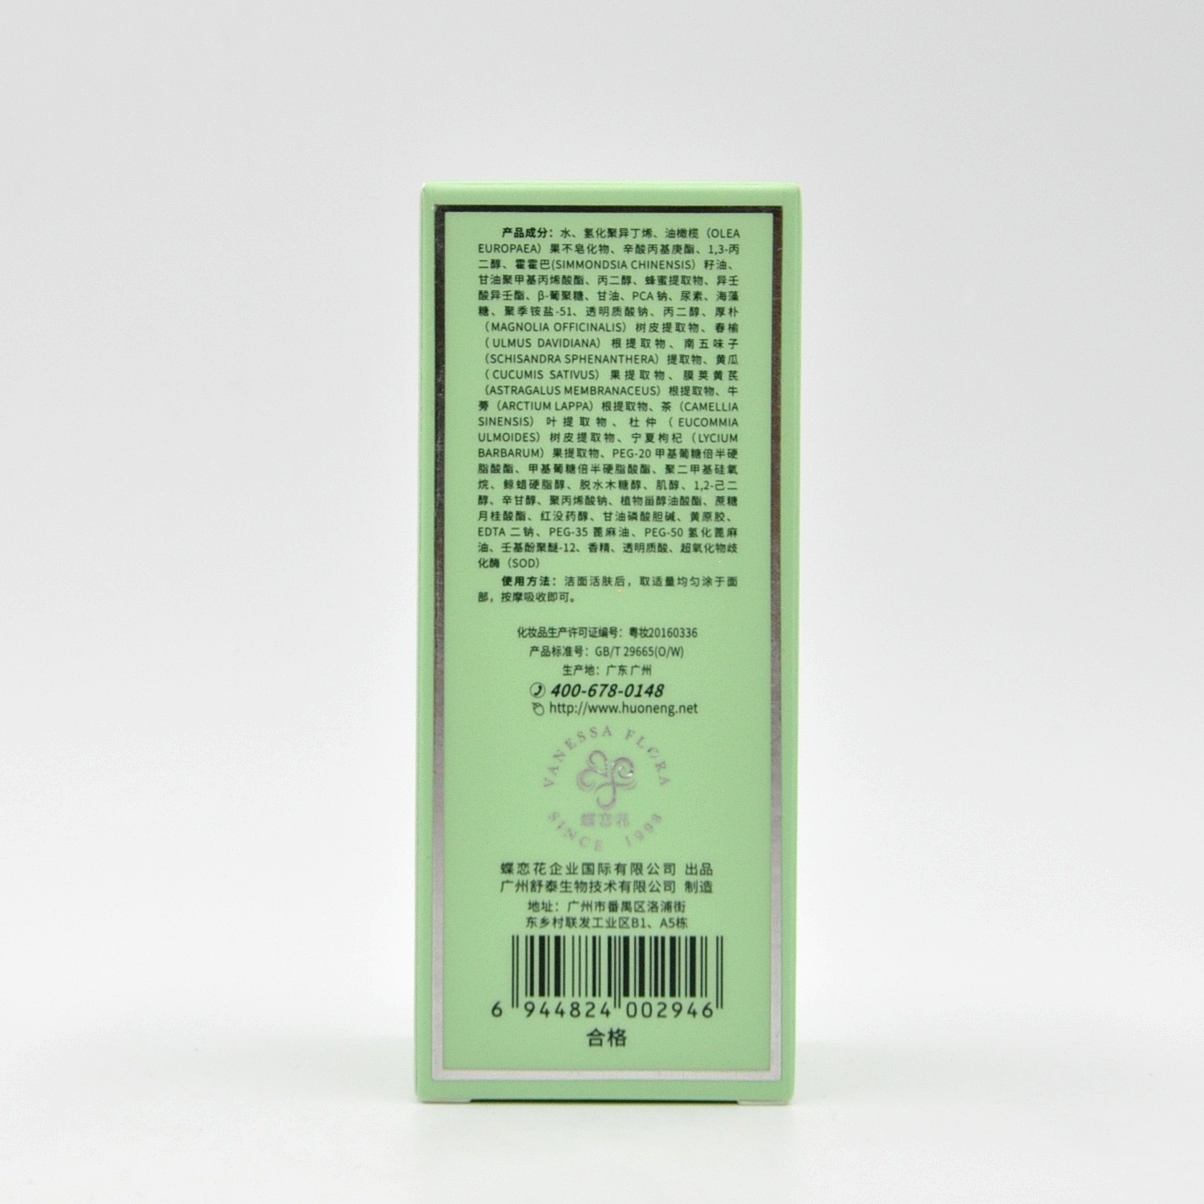 产品成分：水、氢化聚异丁烯、油橄榄（OLEA
EUROPAEA）果不皂化物、辛酸丙基庚酯、1,3-丙
二醇、霍霍巴(SIMMONDSIA CHINENSIS）籽油、
甘油聚甲基丙烯酸酯、丙二醇、蜂蜜提取物、异壬
酸异壬酯、β-葡聚糖、甘油、PCA 钠、尿素、海藻
糖、聚季铵盐-51、透明质酸钠、丙二醇、厚朴
（MAGNOLIA OFFICINALIS）树皮提取物、春榆
（ULMUS DAVIDIANA）根提取物、南五味子
（SCHISANDRA SPHENANTHERA）提取物、黄瓜
（CUCUMIS SATIVUS）果提取物、膜荚黄芪
（ASTRAGALUS MEMBRANACEUS）根提取物、牛
蒡（ARCTIUM LAPPA）根提取物、茶（CAMELLIA
SINENSIS）叶提取物、杜仲（EUCOMMIA
ULMOIDES）树皮提取物、宁夏枸杞（LYCIUM
BARBARUM）果提取物、PEG-20 甲基葡糖倍半硬
脂酸酯、甲基葡糖倍半硬脂酸酯、聚二甲基硅氧
烷、鲸蜡硬脂醇、脱水木糖醇、肌醇、1,2-己二
醇、辛甘醇、聚丙烯酸钠、植物甾醇油酸酯、蔗糖
月桂酸酯、红没药醇、甘油磷酸胆碱、黄原胶、
EDTA 二钠、PEG-35 蓖麻油、PEG-50 氢化蓖麻
油、壬基酚聚醚-12、香精、透明质酸、超氧化物歧
化酶（SOD）
使用方法：洁面活肤后，取适量均匀涂于面
部，按摩吸收即可。
化妆品生产许可证编号：粤妆20160336
产品标准号：GB/T 29665(O/W)
生产地：广东 广州
400-678-0148
http://www.huoneng.net
VANESSA FLORA
蝶恋花
SINCE 1998
蝶恋花企业国际有限公司 出品
广州舒泰生物技术有限公司 制造
地址：广州市番禺区洛浦街
东乡村联发工业区B1、A5栋
6 944824 002946
合格